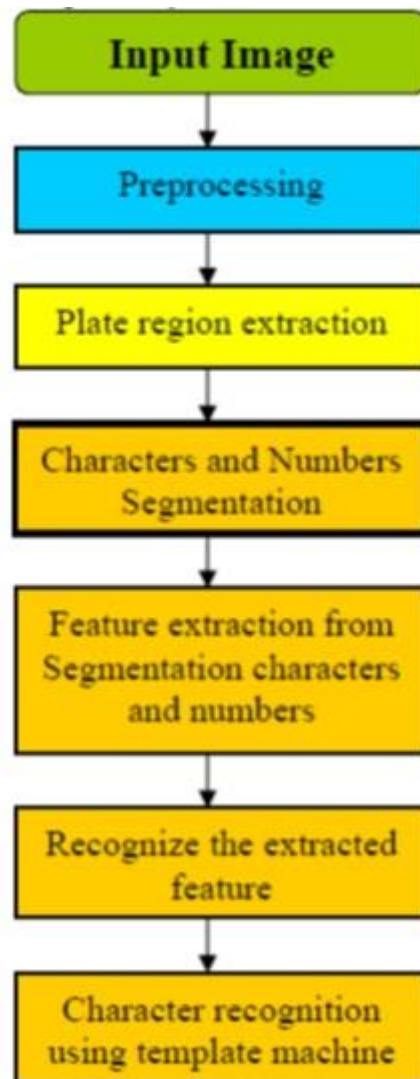 Input Image
Preprocessing
Plate region extraction
Characters and Numbers
Segmentation
Feature extraction from
Segmentation characters
and numbers
Recognize the extracted
feature
Character recognition
using template machine